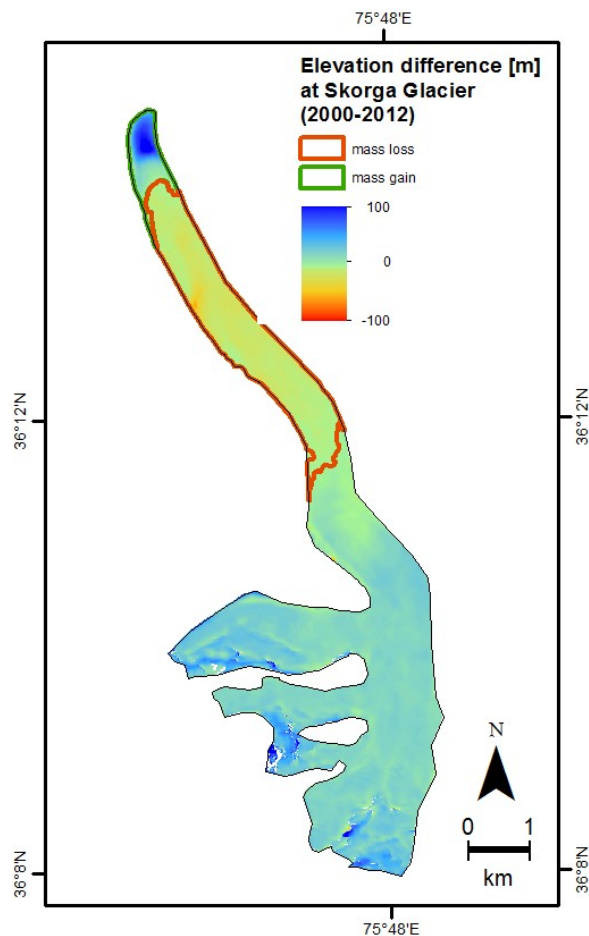 75°48'E
Elevation difference [m]
at Skorga Glacier
(2000-2012)
mass loss
mass gain
100
0
-100
36°12'N
36°12'N
N
0 1
km
36°8'N
36°8'N
75°48'E